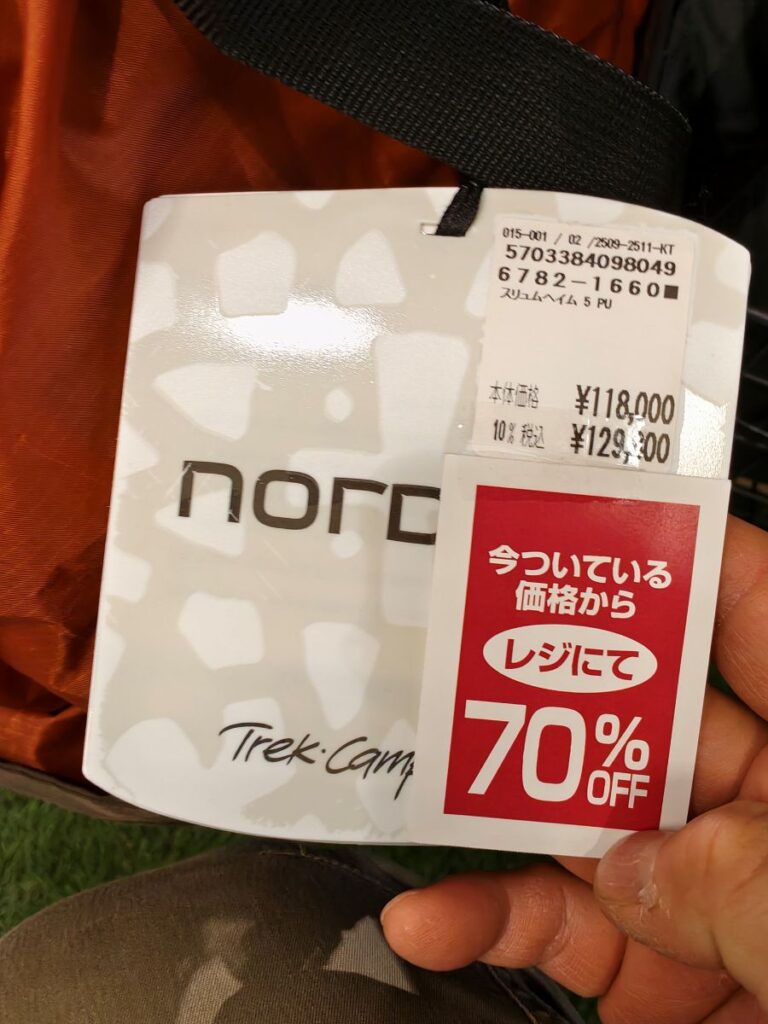 015-001 / 02 /2509-2511-KT
5703384098049
6782-1660■
スリュムヘイム 5 PU
本体価格 ¥118,000
10% 税込
nord
今ついている
価格から
レジにて
70%
OFF
Trek・Camp